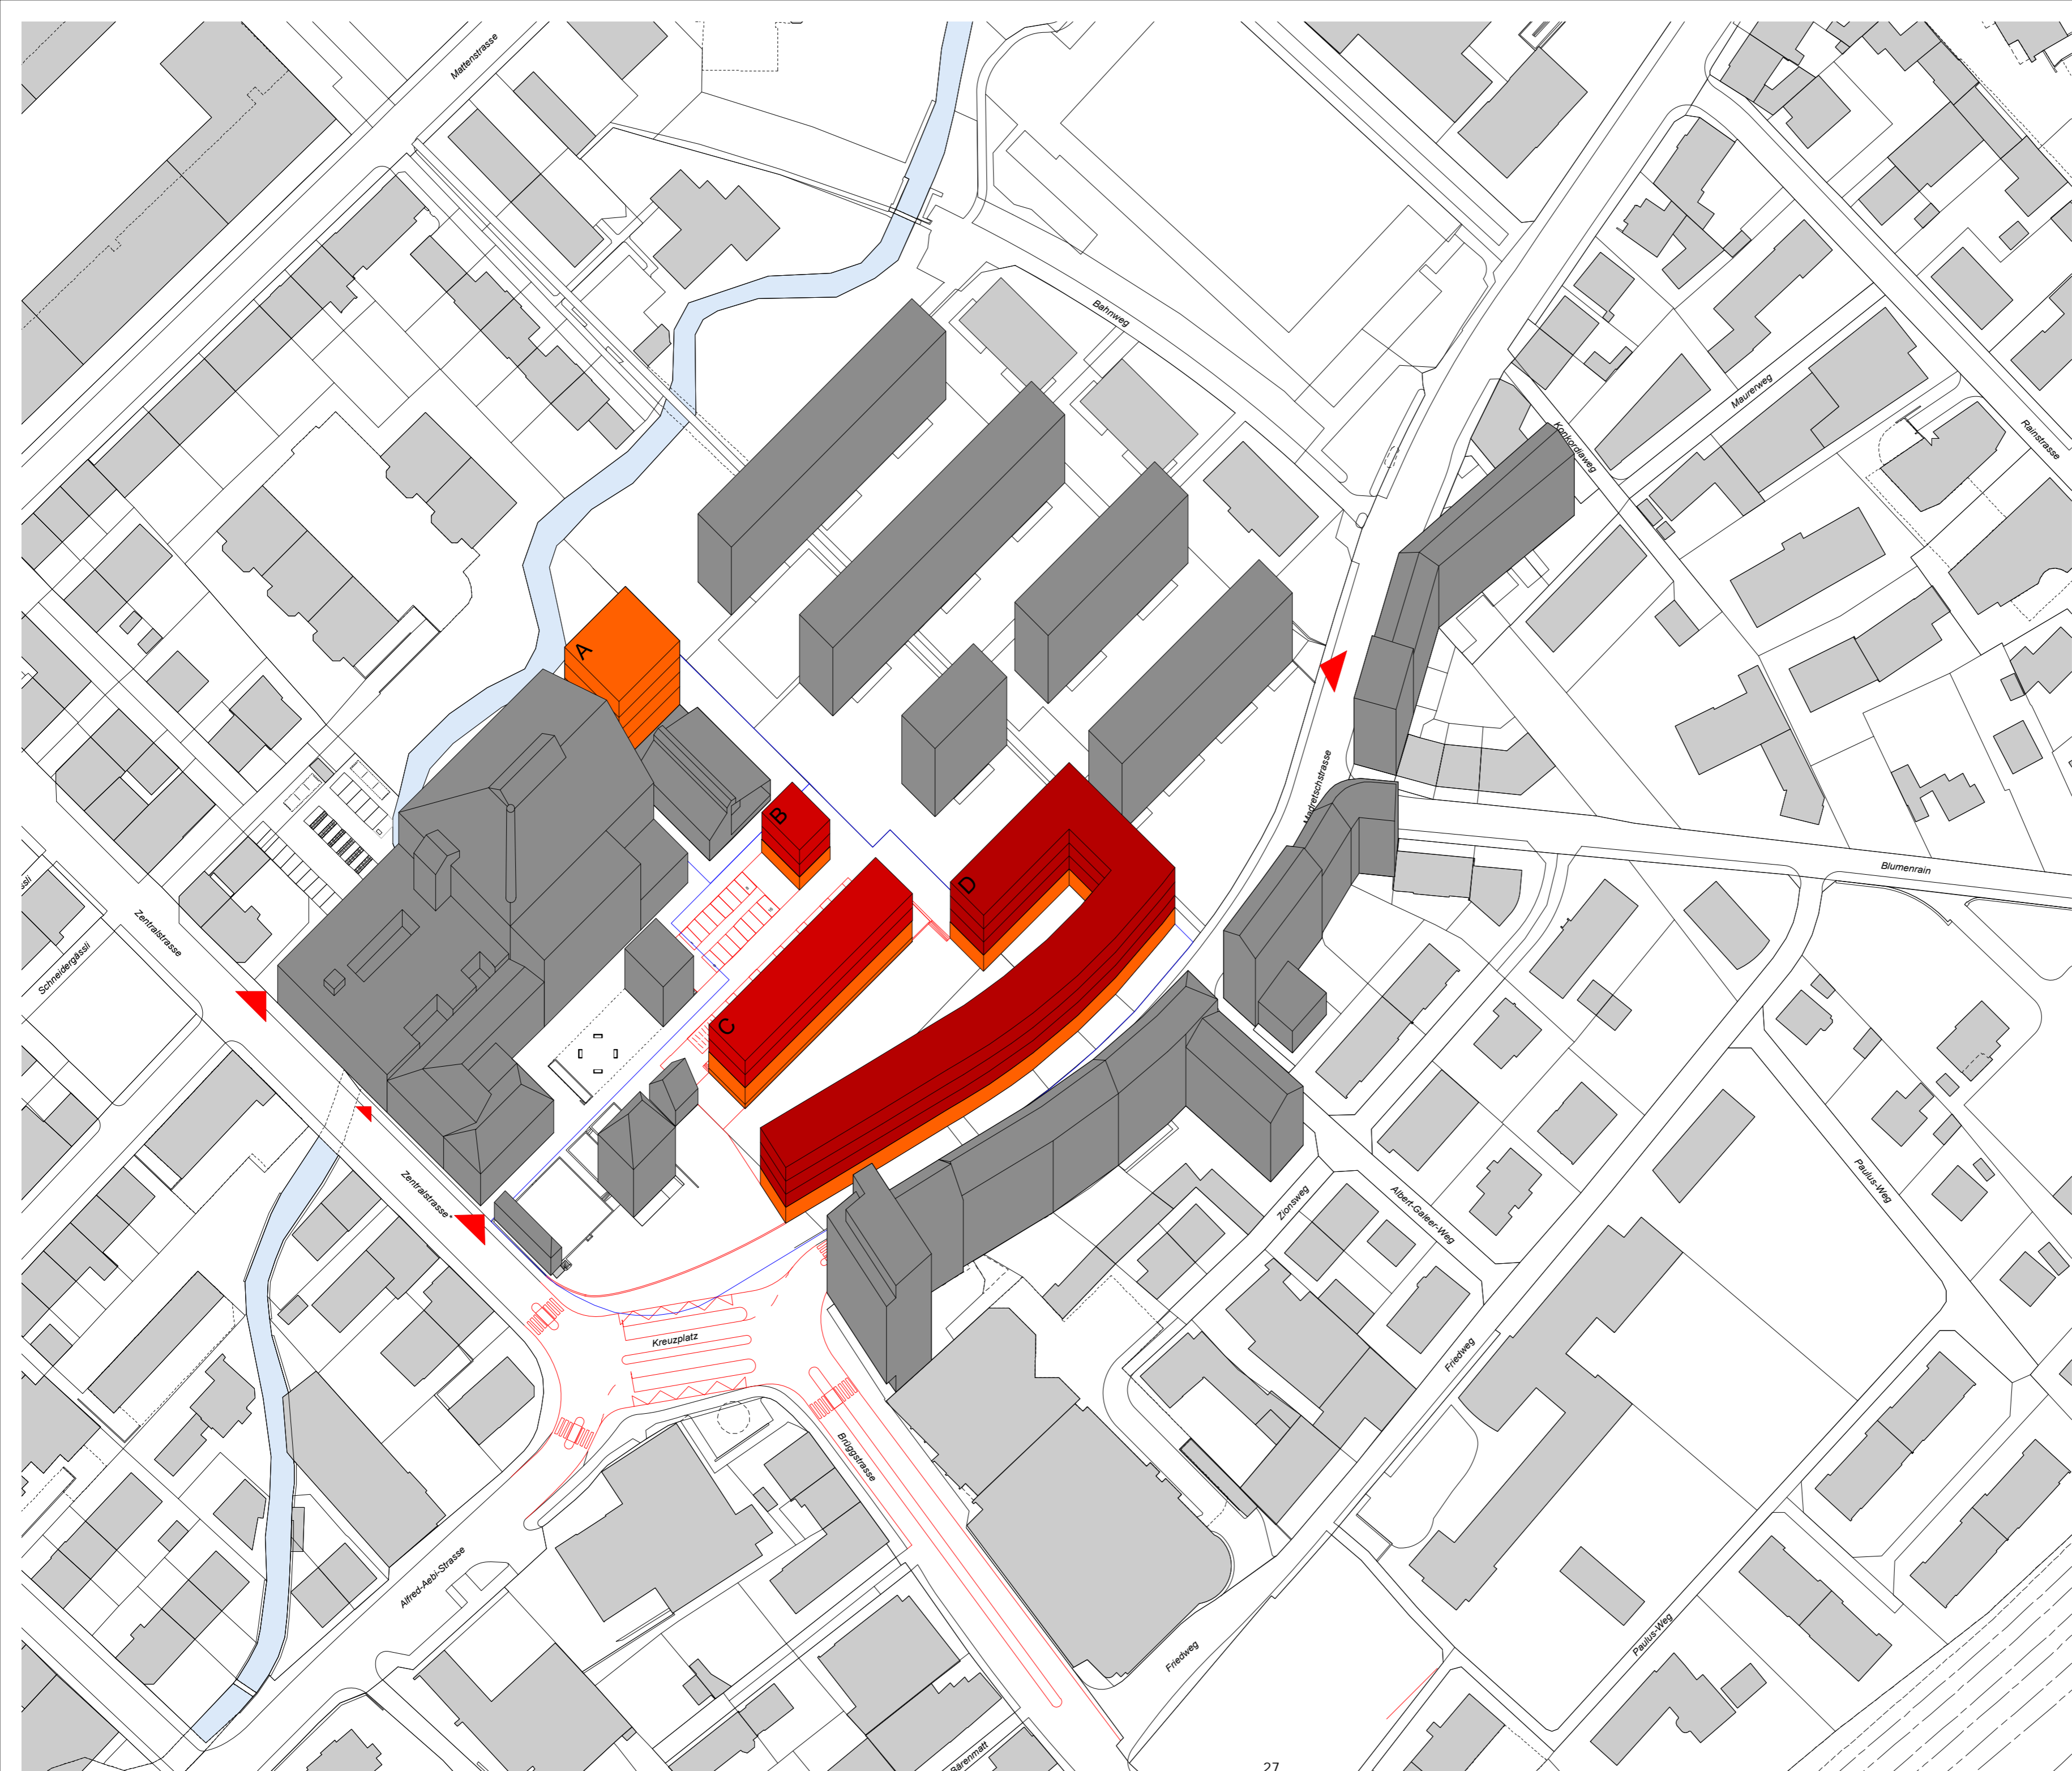 Mattenstrasse
Bahnweg
Maurerweg
Konkordiaweg
Rainstrasse
A
Madretschstrasse
B
Blumenrain
D
Zentralstrasse
Schneidergässli
C
Paulus-Weg
Zentralstrasse
Albert-Galeer-Weg
Zionsweg
Kreuzplatz
Friedweg
Brüggstrasse
Alfred-Aebi-Strasse
Paulus-Weg
Friedweg
Bärenmatt
27